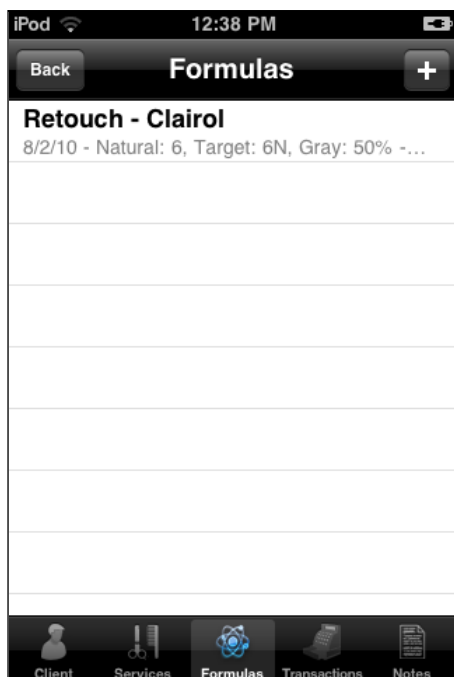 iPod 12:38 PM
Back Formulas +
Retouch - Clairol
8/2/10 - Natural: 6, Target: 6N, Gray: 50% -...
Client Services Formulas Transactions Notes